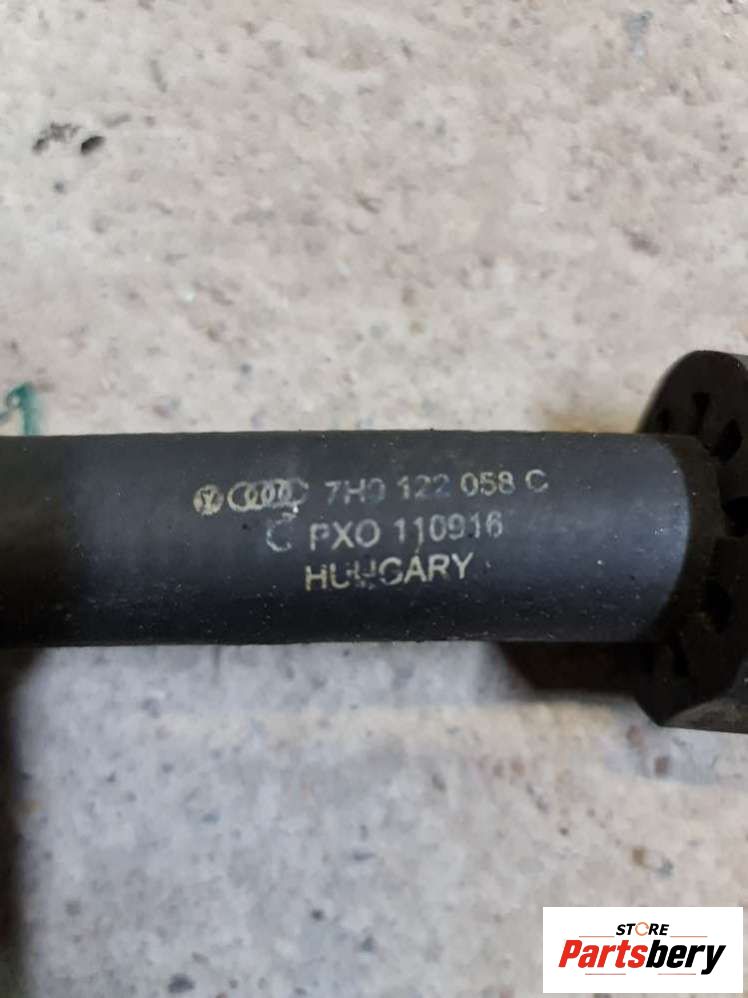 7H0 122 058 C
C PXO 110916
HUNGARY
STORE
Partsbery